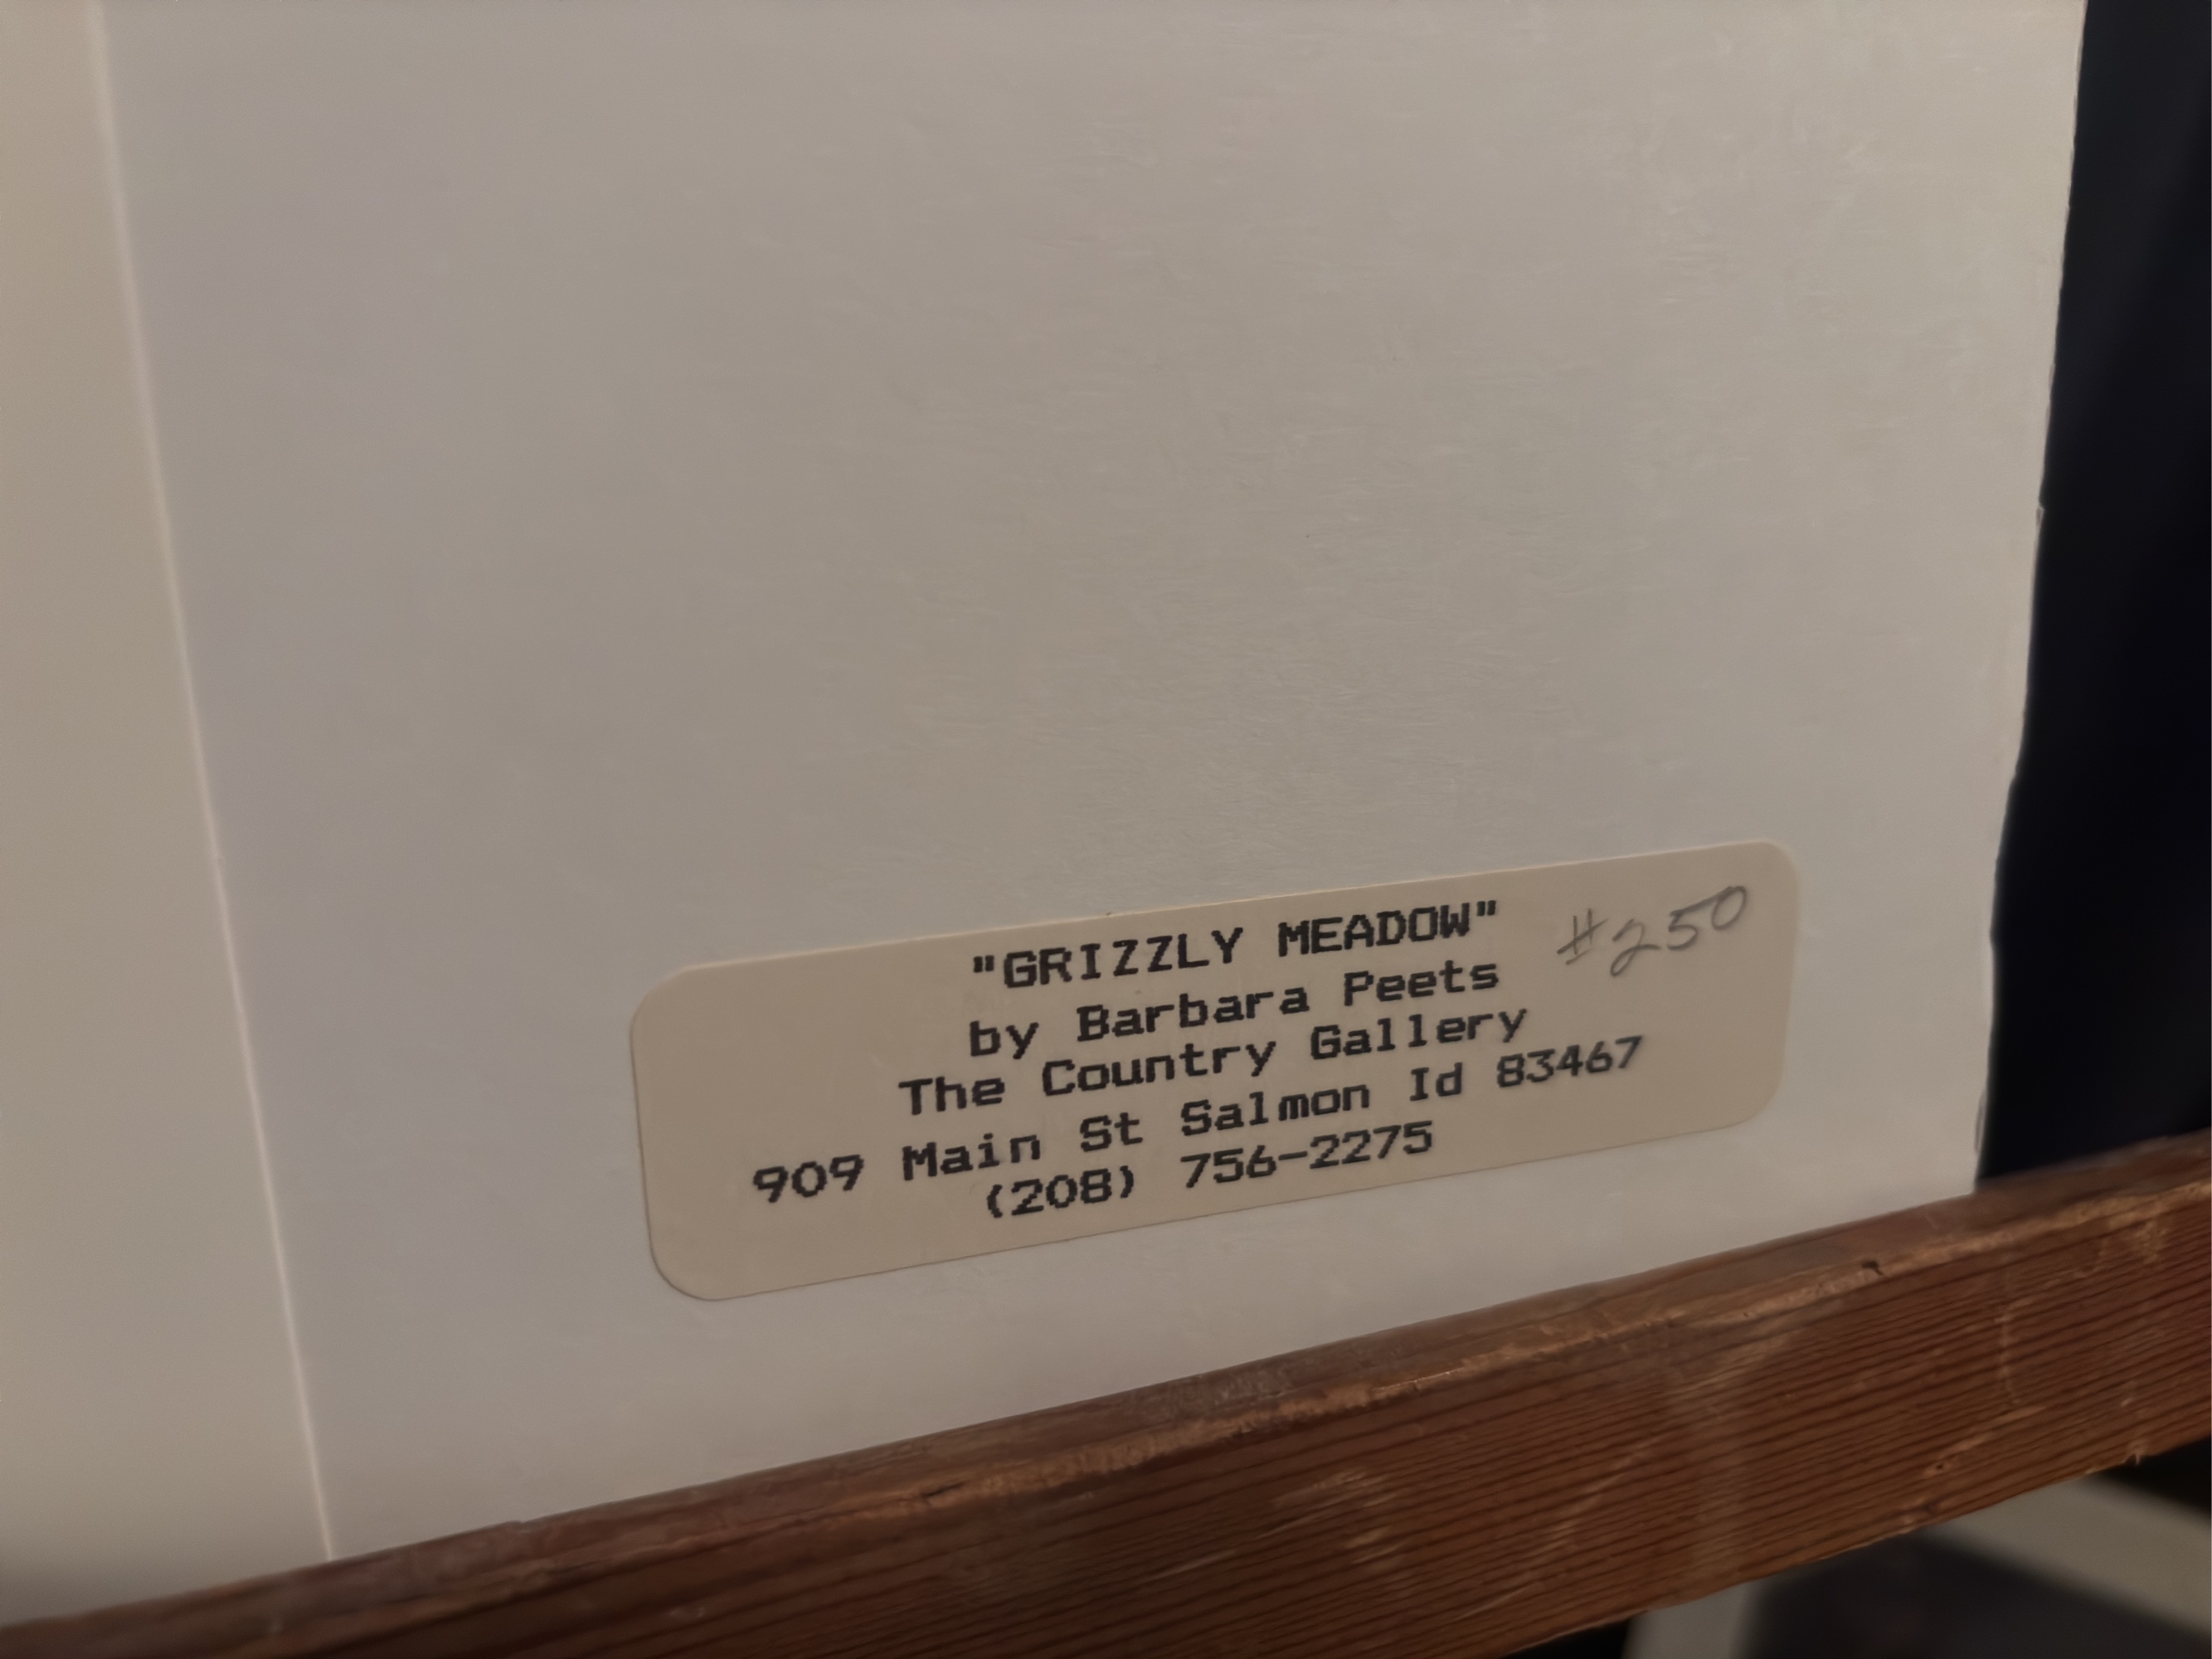 "GRIZZLY MEADOW" #250
by Barbara Peets
The Country Gallery
909 Main St Salmon Id 83467
(208) 756-2275